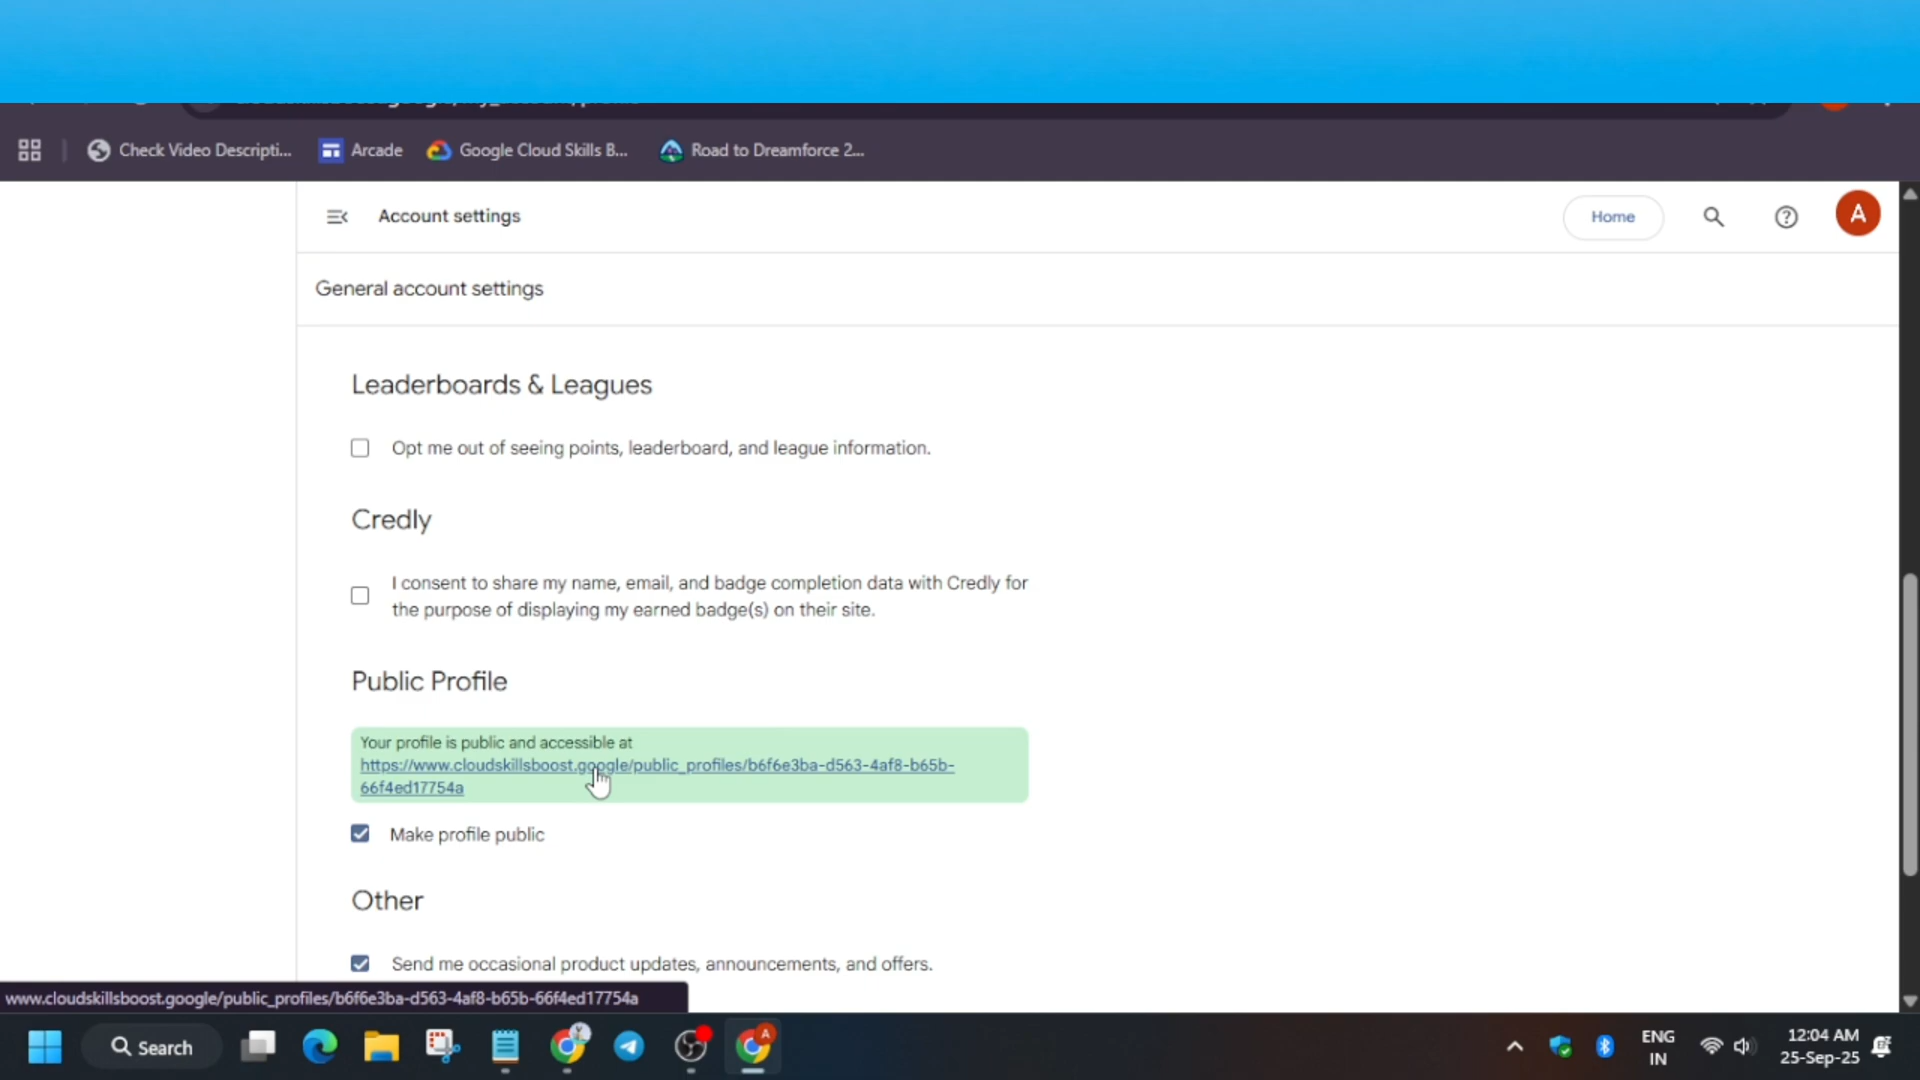 Check Video Descripti...
Arcade
Google Cloud Skills B...
Road to Dreamforce 2...
Account settings
Home
A
General account settings
Leaderboards & Leagues
Opt me out of seeing points, leaderboard, and league information.
Credly
I consent to share my name, email, and badge completion data with Credly for
the purpose of displaying my earned badge(s) on their site.
Public Profile
Your profile is public and accessible at
https://www.cloudskillsboost.google/public_profiles/b6f6e3ba-d563-4af8-b65b-
66f4ed17754a
Make profile public
Other
Send me occasional product updates, announcements, and offers.
www.cloudskillsboost.google/public_profiles/b6f6e3ba-d563-4af8-b65b-66f4ed17754a
Search
A
ENG
IN
12:04 AM
25-Sep-25